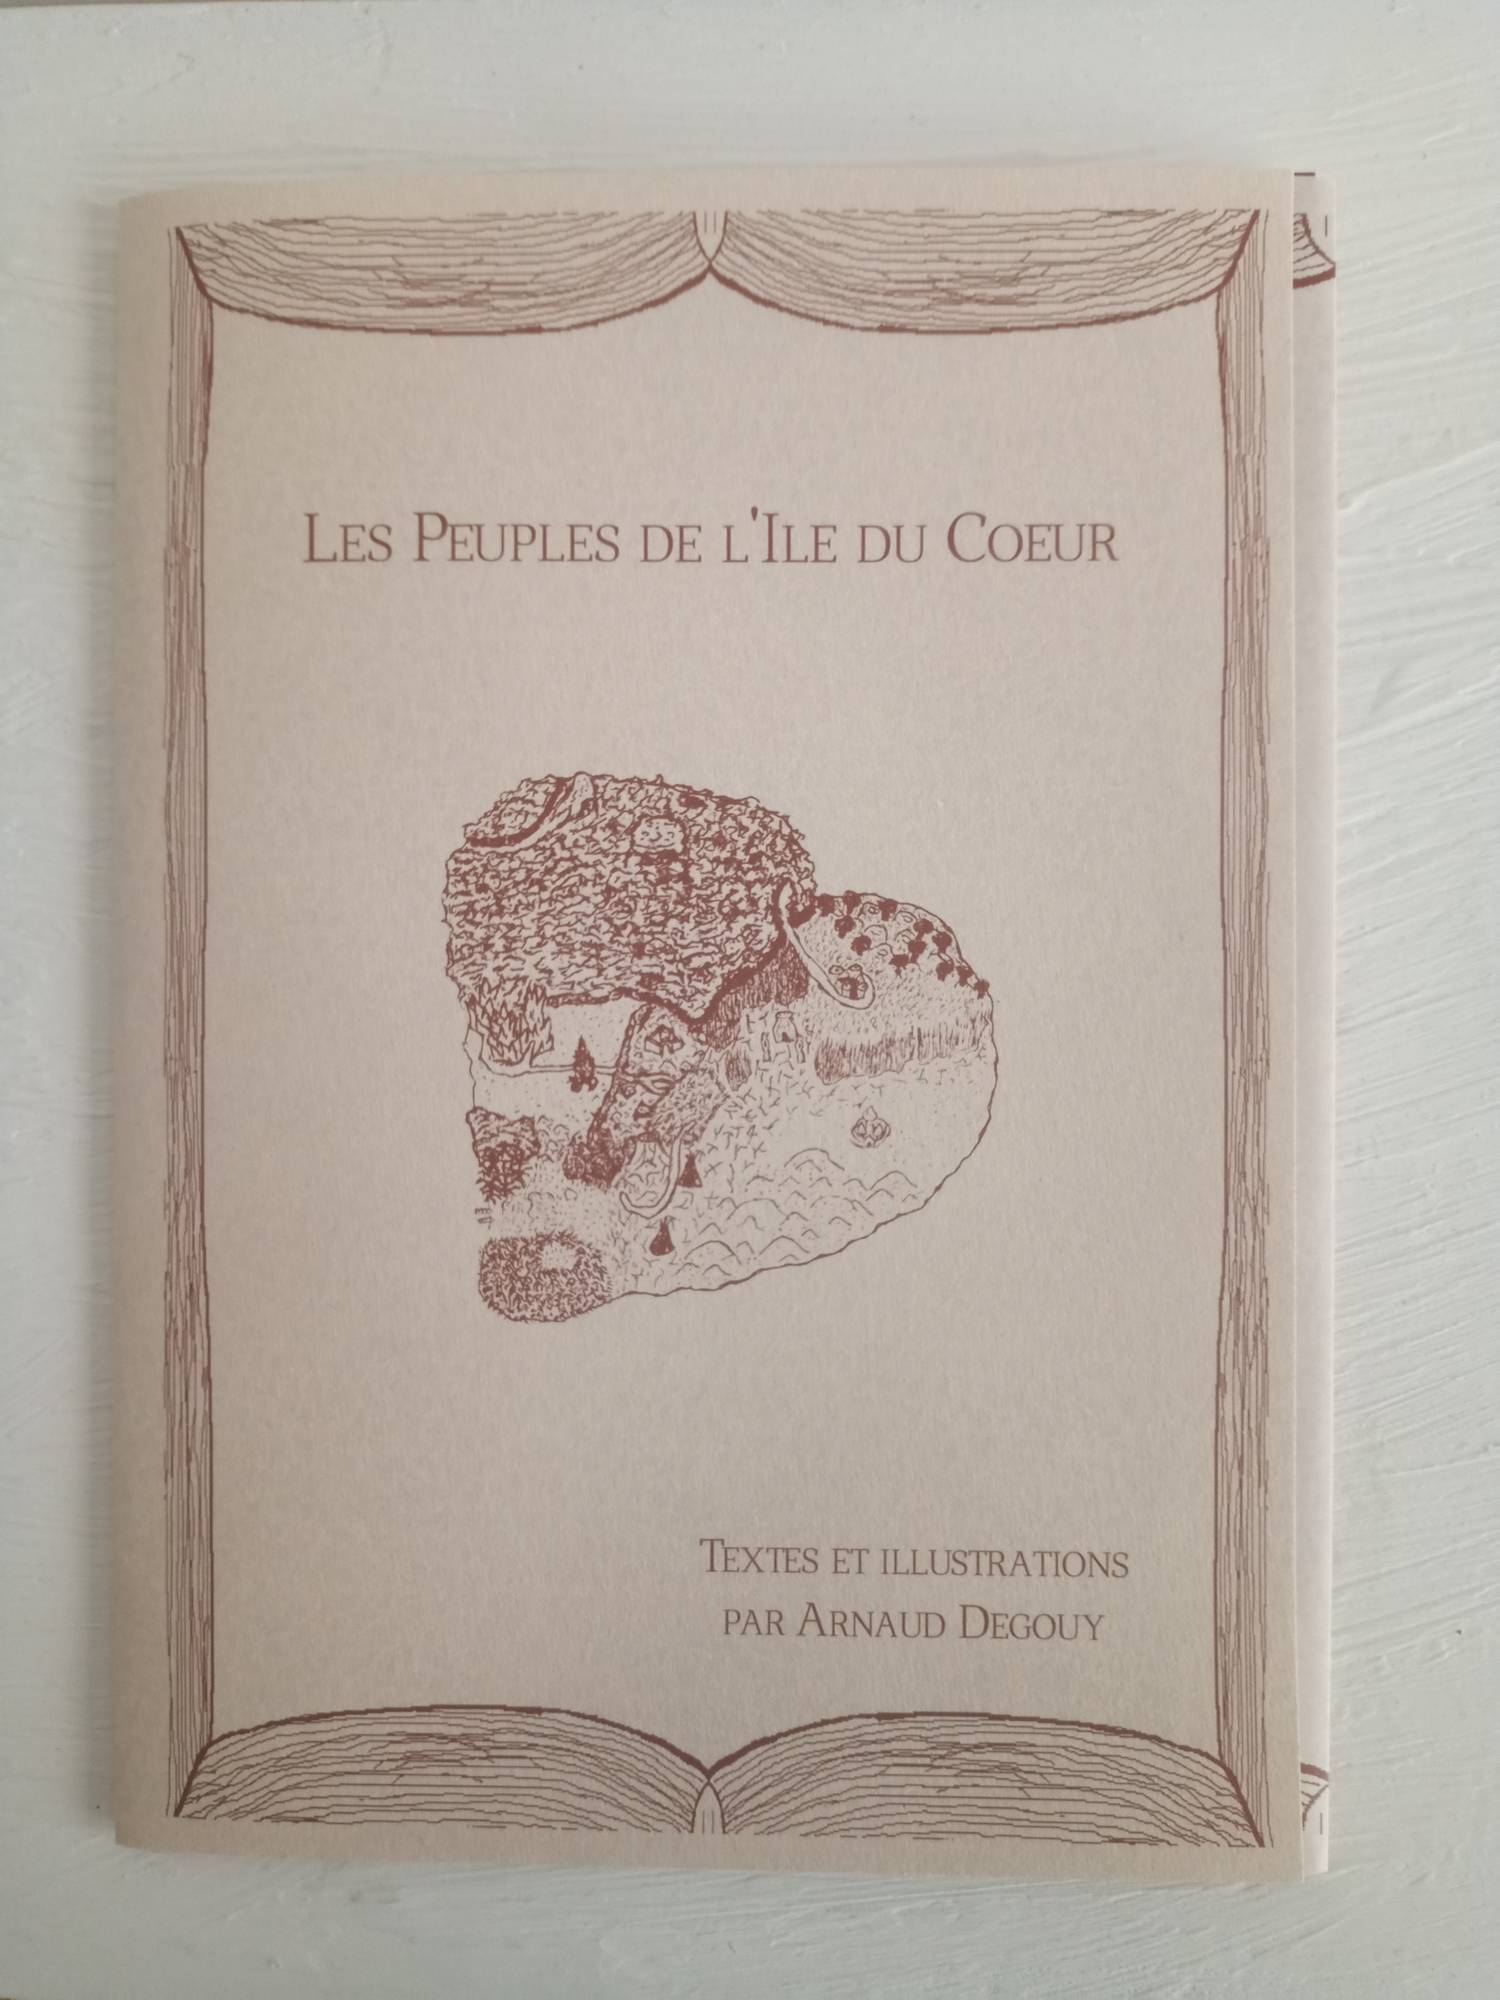 Les Peuples de l'Ile du Coeur
Textes et illustrations
par Arnaud Degouy